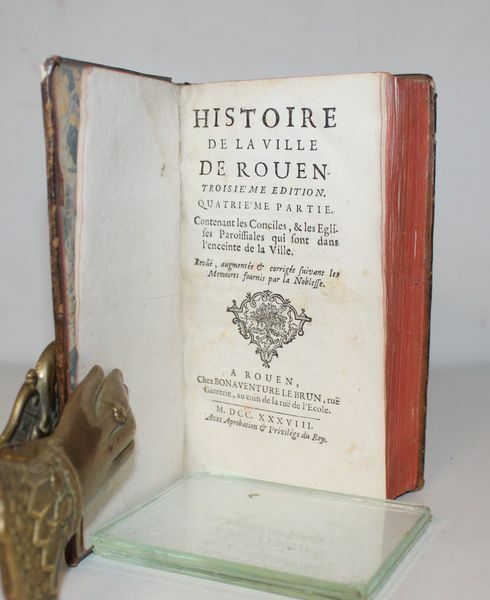 HISTOIRE
DE LA VILLE
DE ROUEN.
TROISIE'ME EDITION.
QUATRIE'ME PARTIE.
Contenant les Conciles, & les Egli-
ses Paroissiales qui sont dans
l'enceinte de la Ville.
Revûë, augmentée & corrigée suivant les
Memoires fournis par la Noblesse.
A ROUEN,
Chez BONAVENTURE LE BRUN, ruë
Ganterie, au coin de la ruë de l'Ecole.
M. DCC. XXXVIII.
Avec Aprobation & Privilége du Roy.